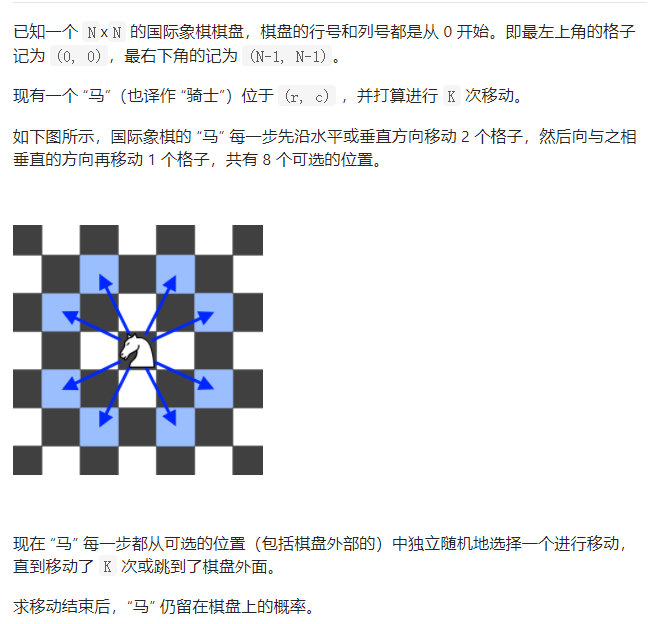 已知一个 N x N 的国际象棋棋盘，棋盘的行号和列号都是从 0 开始。即最左上角的格子
记为 (0, 0)，最右下角的记为 (N-1, N-1)。
现有一个 “马”（也译作 “骑士”）位于 (r, c) ，并打算进行 K 次移动。
如下图所示，国际象棋的 “马” 每一步先沿水平或垂直方向移动 2 个格子，然后向与之相
垂直的方向再移动 1 个格子，共有 8 个可选的位置。
现在 “马” 每一步都从可选的位置（包括棋盘外部的）中独立随机地选择一个进行移动，
直到移动了 K 次或跳到了棋盘外面。
求移动结束后，“马” 仍留在棋盘上的概率。